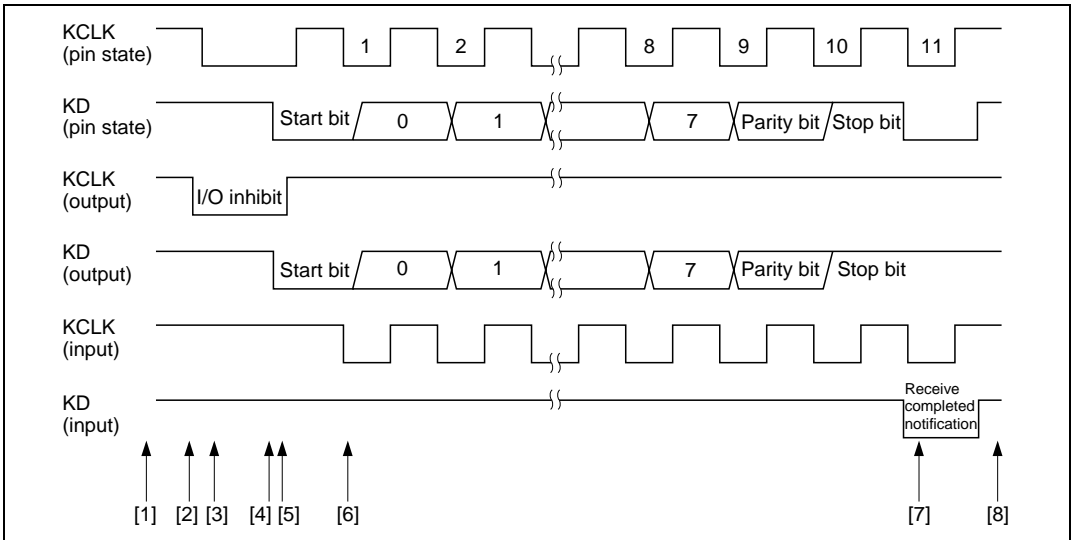 KCLK
(pin state)
1 2 8 9 10 11
KD
(pin state)
Start bit 0 1 7 Parity bit Stop bit
KCLK
(output)
I/O inhibit
KD
(output)
Start bit 0 1 7 Parity bit Stop bit
KCLK
(input)
KD
(input)
Receive
completed
notification
[1] [2] [3] [4] [5] [6] [7] [8]